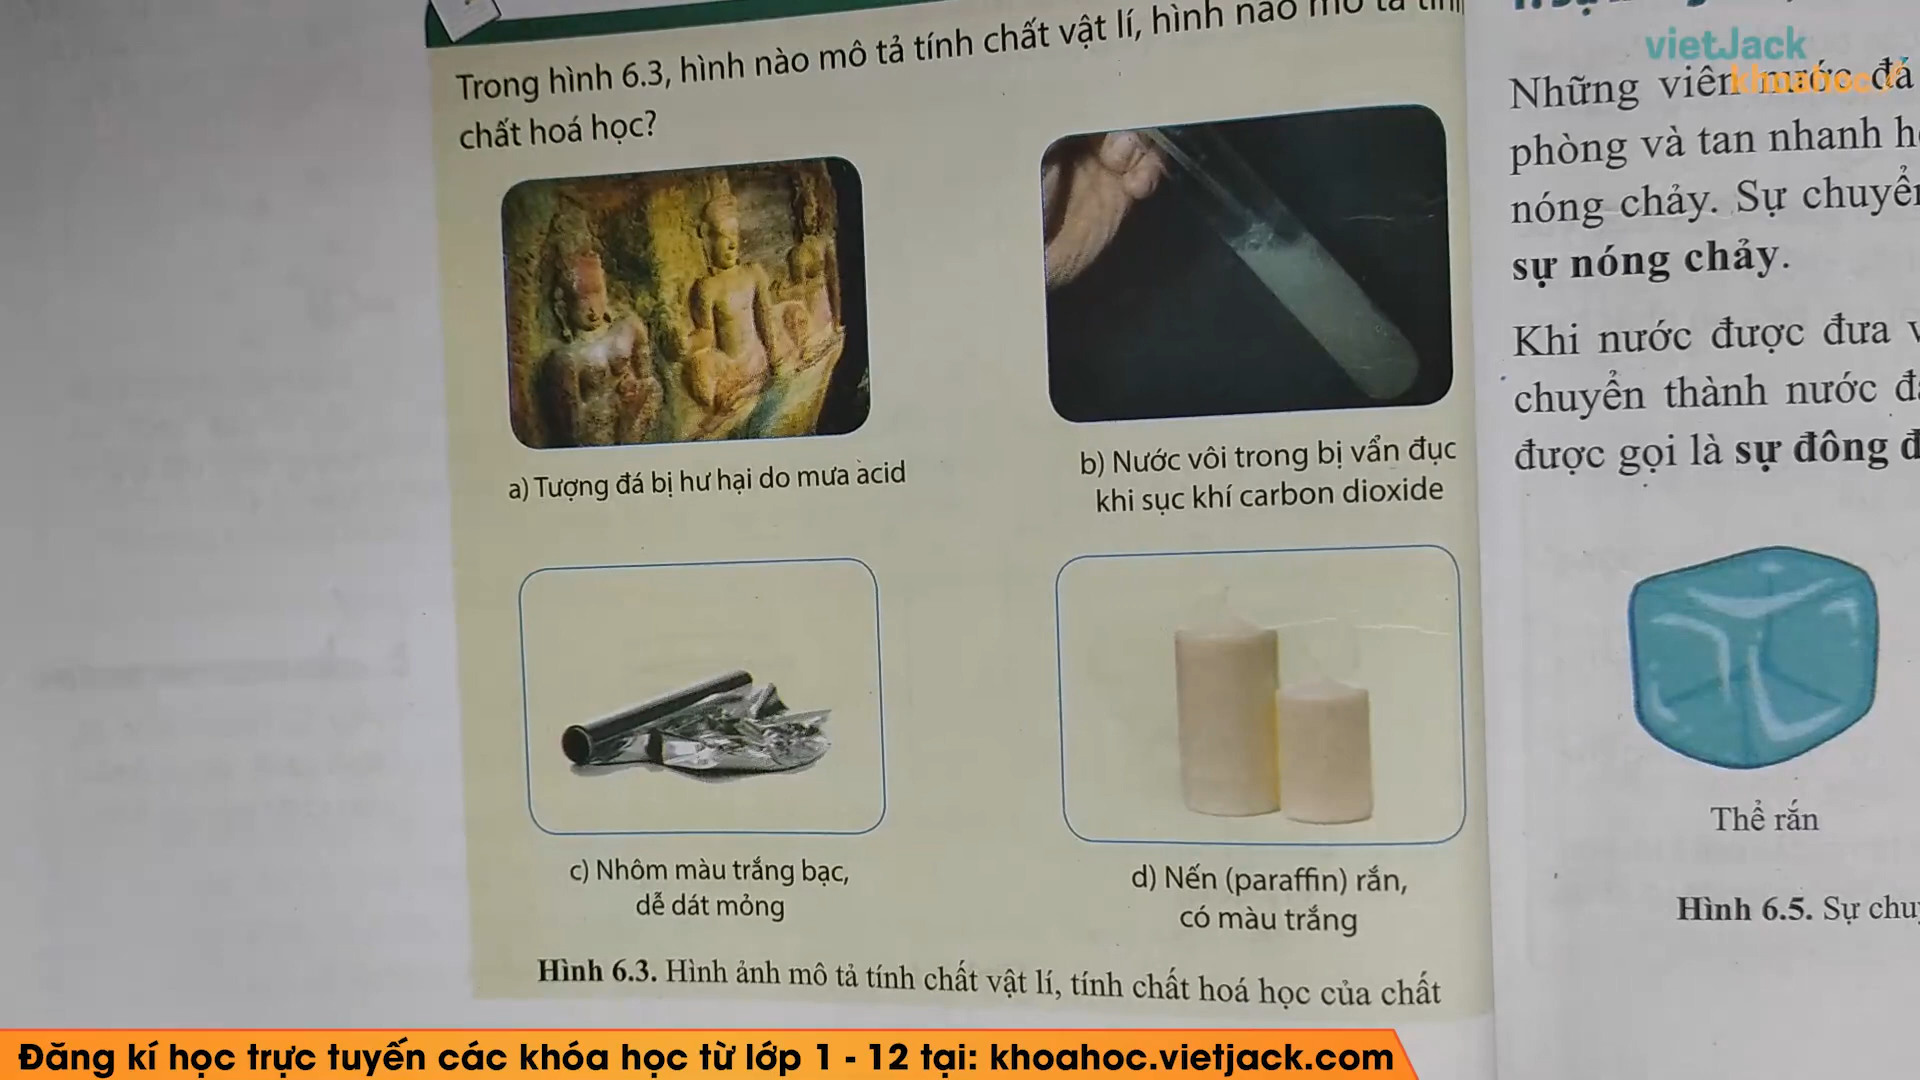 Trong hình 6.3, hình nào mô tả tính chất vật lí, hình nào mô tả
chất hoá học?
a) Tượng đá bị hư hại do mưa acid
b) Nước vôi trong bị vẩn đục
khi sục khí carbon dioxide
c) Nhôm màu trắng bạc,
dễ dát mỏng
d) Nến (paraffin) rắn,
có màu trắng
Hình 6.3. Hình ảnh mô tả tính chất vật lí, tính chất hoá học của chất
vietJack
khoahoc
Những viên nước đá
phòng và tan nhanh
nóng chảy. Sự
sự nóng chảy.
Khi nước được đưa
chuyển thành nước
được gọi là sự đông
Thể rắn
Hình 6.5. Sự
Đăng kí học trực tuyến các khóa học từ lớp 1 - 12 tại: khoahoc.vietjack.com